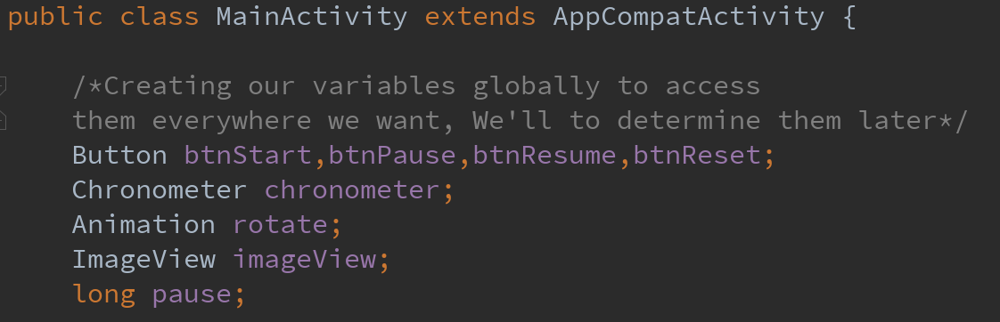 public class MainActivity extends AppCompatActivity {
/*Creating our variables globally to access
them everywhere we want, We'll to determine them later*/
Button btnStart,btnPause,btnResume,btnReset;
Chronometer chronometer;
Animation rotate;
ImageView imageView;
long pause;